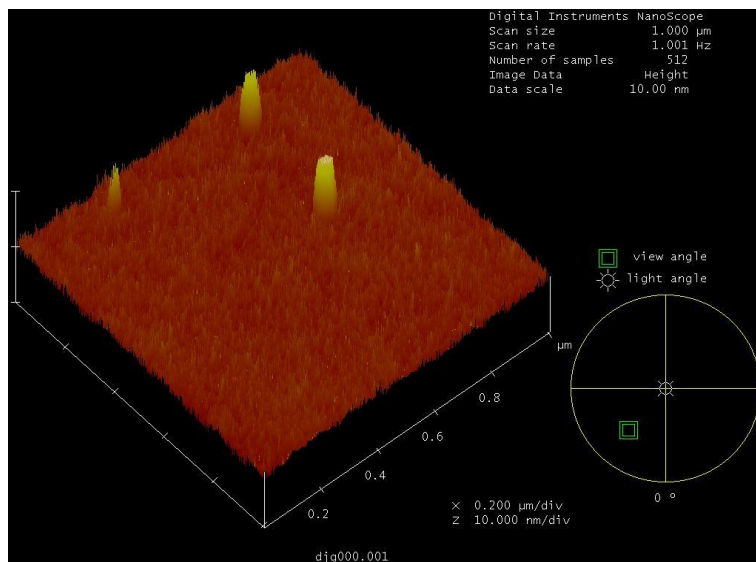 Digital Instruments NanoScope
Scan size 1.000 µm
Scan rate 1.001 Hz
Number of samples 512
Image Data Height
Data scale 10.00 nm
view angle
light angle
µm
0.8
0.6
0.4
0.2
X 0.200 µm/div
Z 10.000 nm/div
0 º
djg000.001